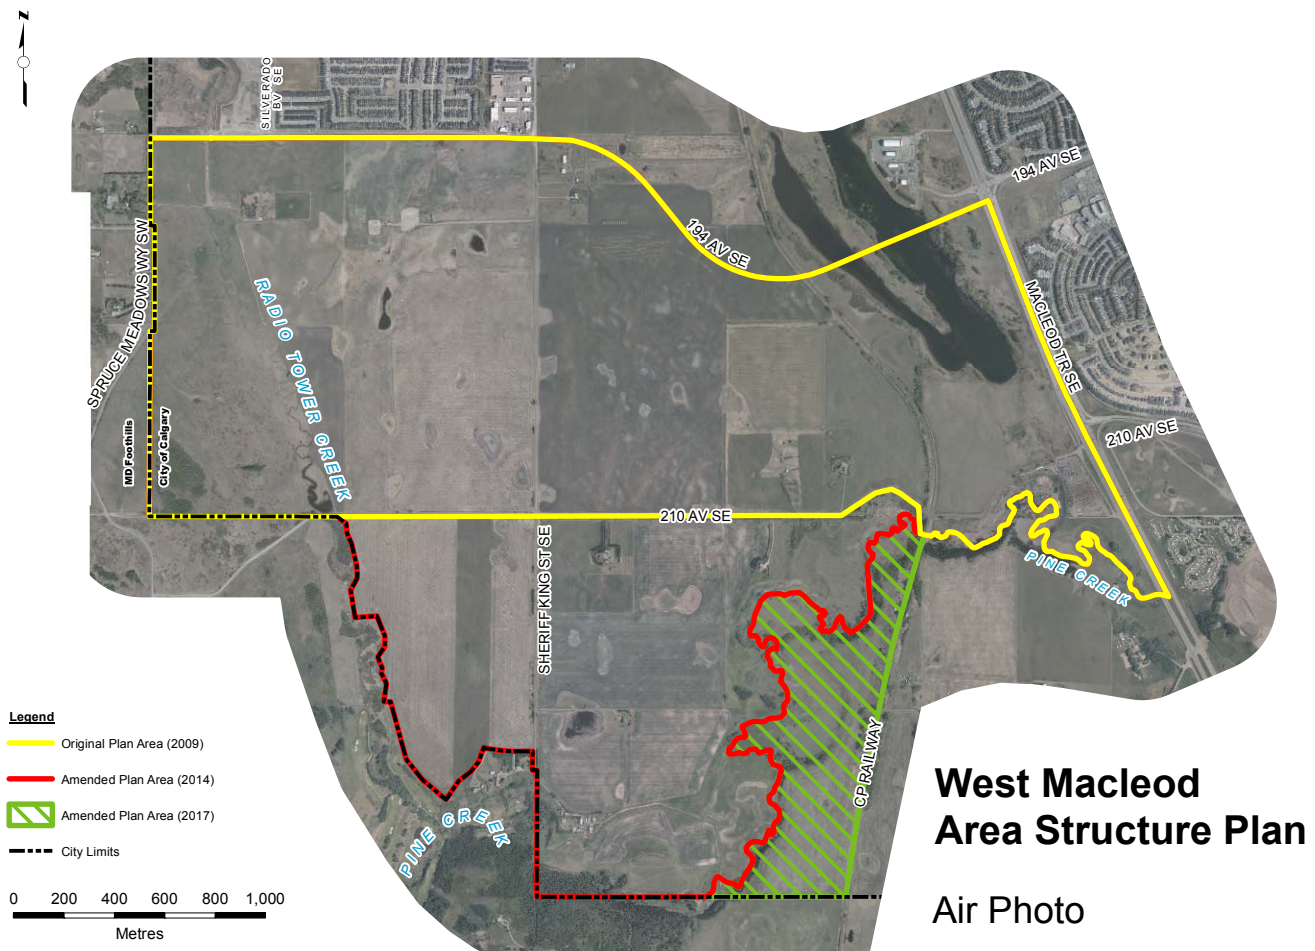 N
SILVERADO
BV SE
194 AV SE
194 AV SE
SPRUCE MEADOWS WY SW
RADIO TOWER CREEK
MACLEOD TR SE
MD Foothills
City of Calgary
210 AV SE
210 AV SE
SHERIFF KING ST SE
PINE CREEK
Legend
Original Plan Area (2009)
Amended Plan Area (2014)
Amended Plan Area (2017)
City Limits
0 200 400 600 800 1,000
Metres
PINE CREEK
CP RAILWAY
West Macleod
Area Structure Plan
Air Photo